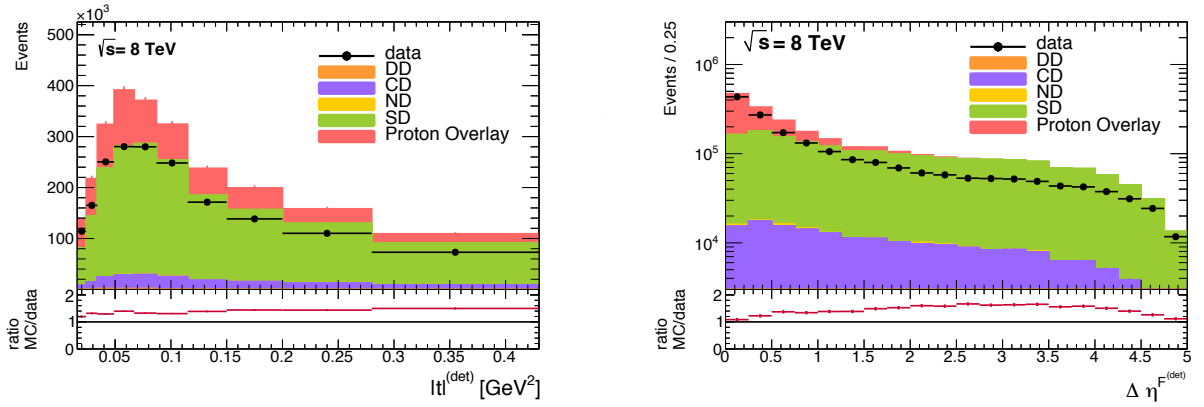 ×10³
500
400
300
200
100
Events
√s= 8 TeV
data
DD
CD
ND
SD
Proton Overlay
2
1
0
ratio
MC/data
0.05 0.1 0.15 0.2 0.25 0.3 0.35 0.4
|t|(det) [GeV²]
10⁶
10⁵
10⁴
Events / 0.25
√s = 8 TeV
data
DD
CD
ND
SD
Proton Overlay
2
1
0
ratio
MC/data
0 0.5 1 1.5 2 2.5 3 3.5 4 4.5 5
Δ ηF(det)